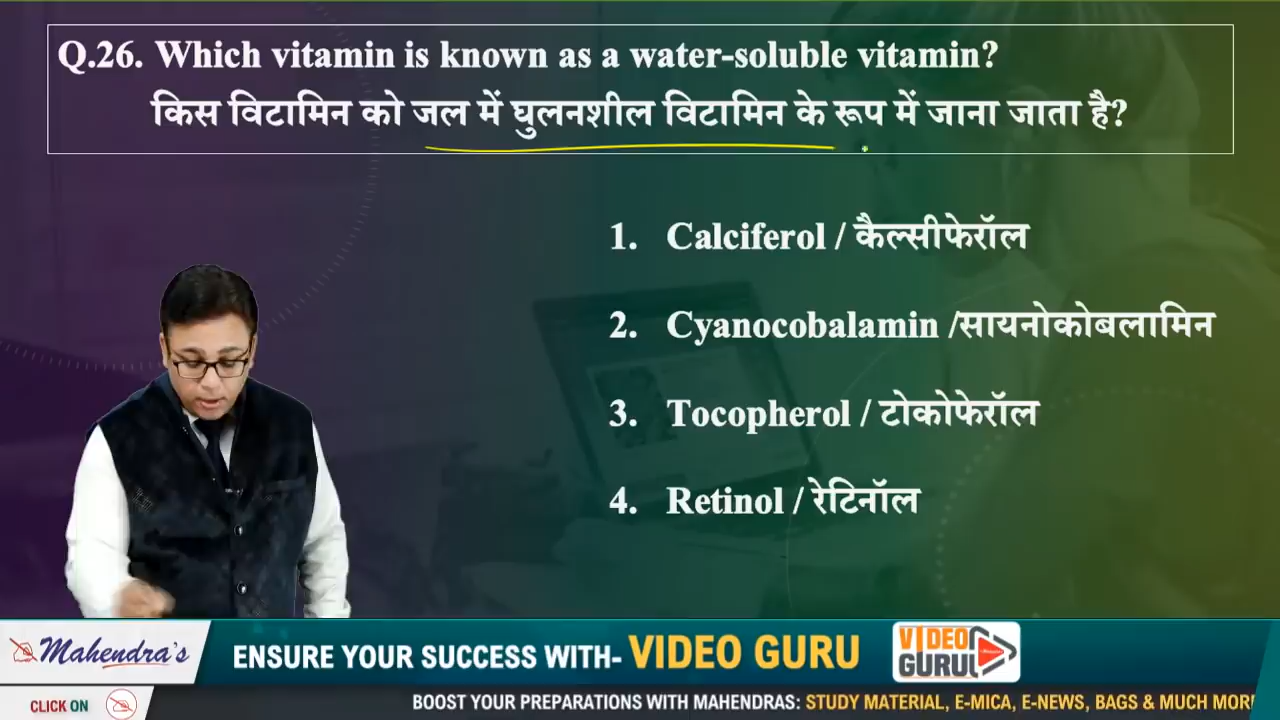 Q.26. Which vitamin is known as a water-soluble vitamin?
किस विटामिन को जल में घुलनशील विटामिन के रूप में जाना जाता है?
1. Calciferol / कैल्सीफेरॉल
2. Cyanocobalamin /सायनोकोबलामिन
3. Tocopherol / टोकोफेरॉल
4. Retinol / रेटिनॉल
Mahendra's
ENSURE YOUR SUCCESS WITH- VIDEO GURU
VIDEO
GURU
CLICK ON
BOOST YOUR PREPARATIONS WITH MAHENDRAS: STUDY MATERIAL, E-MICA, E-NEWS, BAGS & MUCH MOR